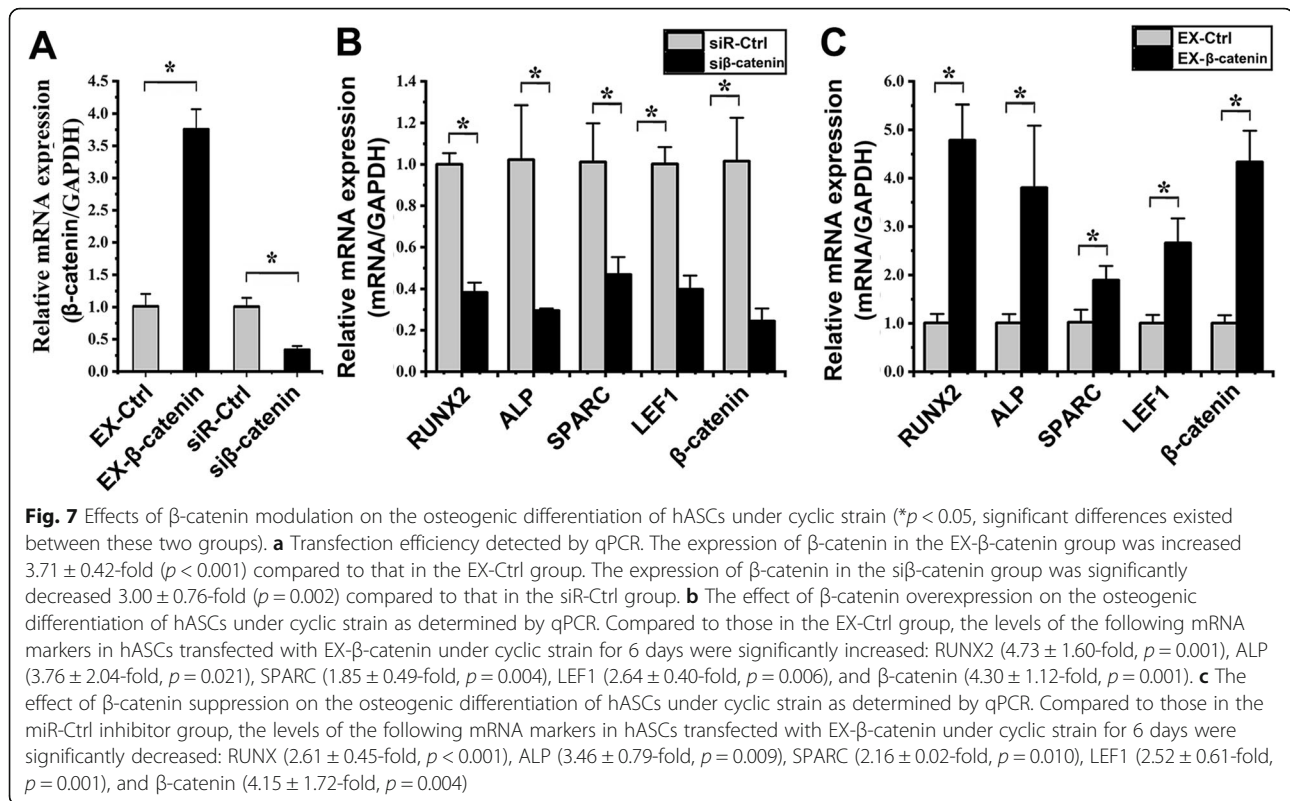 A
Relative mRNA expression
(β-catenin/GAPDH)
4.5
4.0
3.5
3.0
2.5
2.0
1.5
1.0
0.5
0.0
*
*
EX-Ctrl
EX-β-catenin
siR-Ctrl
siβ-catenin
B
siR-Ctrl
siβ-catenin
Relative mRNA expression
(mRNA/GAPDH)
1.4
1.2
1.0
0.8
0.6
0.4
0.2
0.0
*
*
*
*
*
RUNX2
ALP
SPARC
LEF1
β-catenin
C
EX-Ctrl
EX-β-catenin
Relative mRNA expression
(mRNA/GAPDH)
6.0
5.0
4.0
3.0
2.0
1.0
0.0
*
*
*
*
*
RUNX2
ALP
SPARC
LEF1
β-catenin
Fig. 7 Effects of β-catenin modulation on the osteogenic differentiation of hASCs under cyclic strain (*p < 0.05, significant differences existed
between these two groups). a Transfection efficiency detected by qPCR. The expression of β-catenin in the EX-β-catenin group was increased
3.71 ± 0.42-fold (p < 0.001) compared to that in the EX-Ctrl group. The expression of β-catenin in the siβ-catenin group was significantly
decreased 3.00 ± 0.76-fold (p = 0.002) compared to that in the siR-Ctrl group. b The effect of β-catenin overexpression on the osteogenic
differentiation of hASCs under cyclic strain as determined by qPCR. Compared to those in the EX-Ctrl group, the levels of the following mRNA
markers in hASCs transfected with EX-β-catenin under cyclic strain for 6 days were significantly increased: RUNX2 (4.73 ± 1.60-fold, p = 0.001), ALP
(3.76 ± 2.04-fold, p = 0.021), SPARC (1.85 ± 0.49-fold, p = 0.004), LEF1 (2.64 ± 0.40-fold, p = 0.006), and β-catenin (4.30 ± 1.12-fold, p = 0.001). c The
effect of β-catenin suppression on the osteogenic differentiation of hASCs under cyclic strain as determined by qPCR. Compared to those in the
miR-Ctrl inhibitor group, the levels of the following mRNA markers in hASCs transfected with EX-β-catenin under cyclic strain for 6 days were
significantly decreased: RUNX (2.61 ± 0.45-fold, p < 0.001), ALP (3.46 ± 0.79-fold, p = 0.009), SPARC (2.16 ± 0.02-fold, p = 0.010), LEF1 (2.52 ± 0.61-fold,
p = 0.001), and β-catenin (4.15 ± 1.72-fold, p = 0.004)